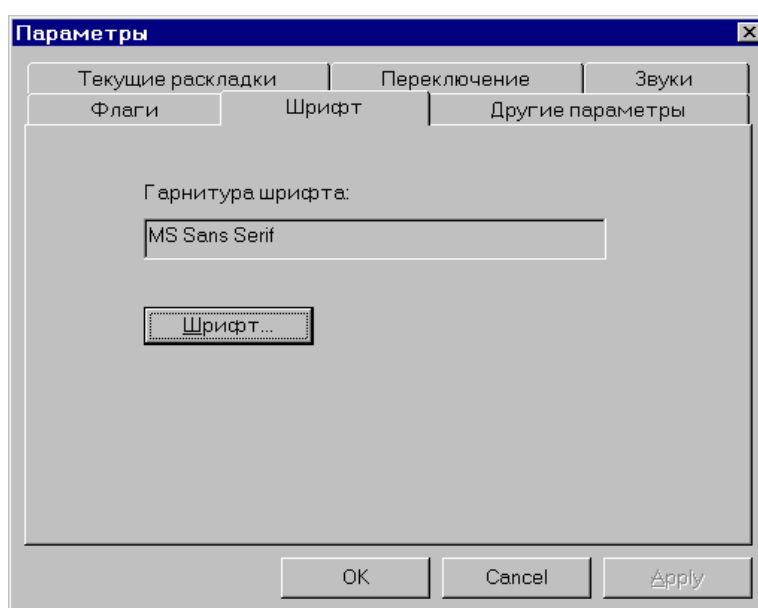 Параметры
Текущие раскладки Переключение Звуки
Флаги Шрифт Другие параметры
Гарнитура шрифта:
MS Sans Serif
Шрифт...
OK Cancel Apply